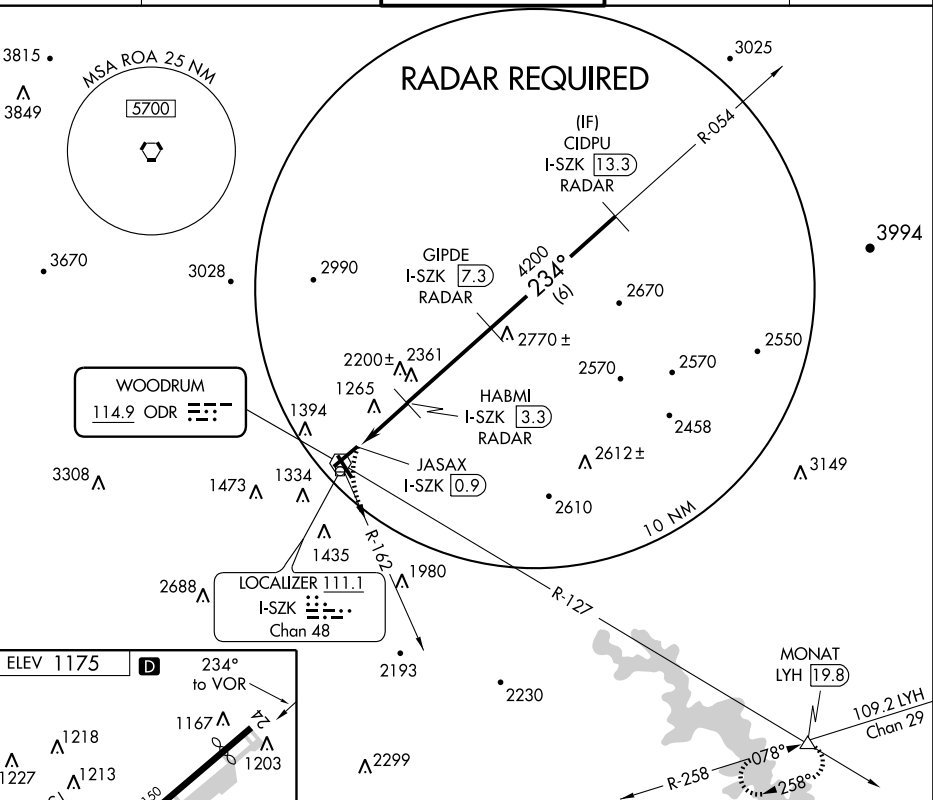 3815
3849
MSA ROA 25 NM
5700
RADAR REQUIRED
3025
R-054
(IF)
CIDPU
I-SZK 13.3
RADAR
3994
3670
3028
2990
GIPDE
I-SZK 7.3
RADAR
4200
234°
(6)
2670
2770 ±
2550
2200 ±
2361
2570
2570
1265
WOODRUM
114.9 ODR
1394
HABMI
I-SZK 3.3
RADAR
2458
2612 ±
3308
1473
1334
JASAX
I-SZK 0.9
3149
2610
10 NM
1435
R-162
1980
2688
LOCALIZER 111.1
I-SZK
Chan 48
R-127
2193
2230
MONAT
LYH 19.8
109.2 LYH
Chan 29
R-258
078°
258°
ELEV 1175
D
234°
to VOR
1167
24
1218
1203
1227
1213
2299